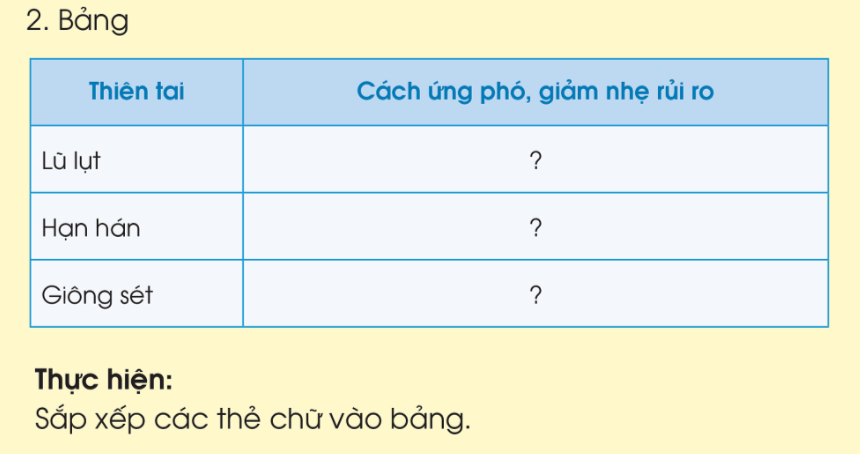 2. Bảng
Thiên tai Cách ứng phó, giảm nhẹ rủi ro
Lũ lụt ?
Hạn hán ?
Giông sét ?
Thực hiện:
Sắp xếp các thẻ chữ vào bảng.